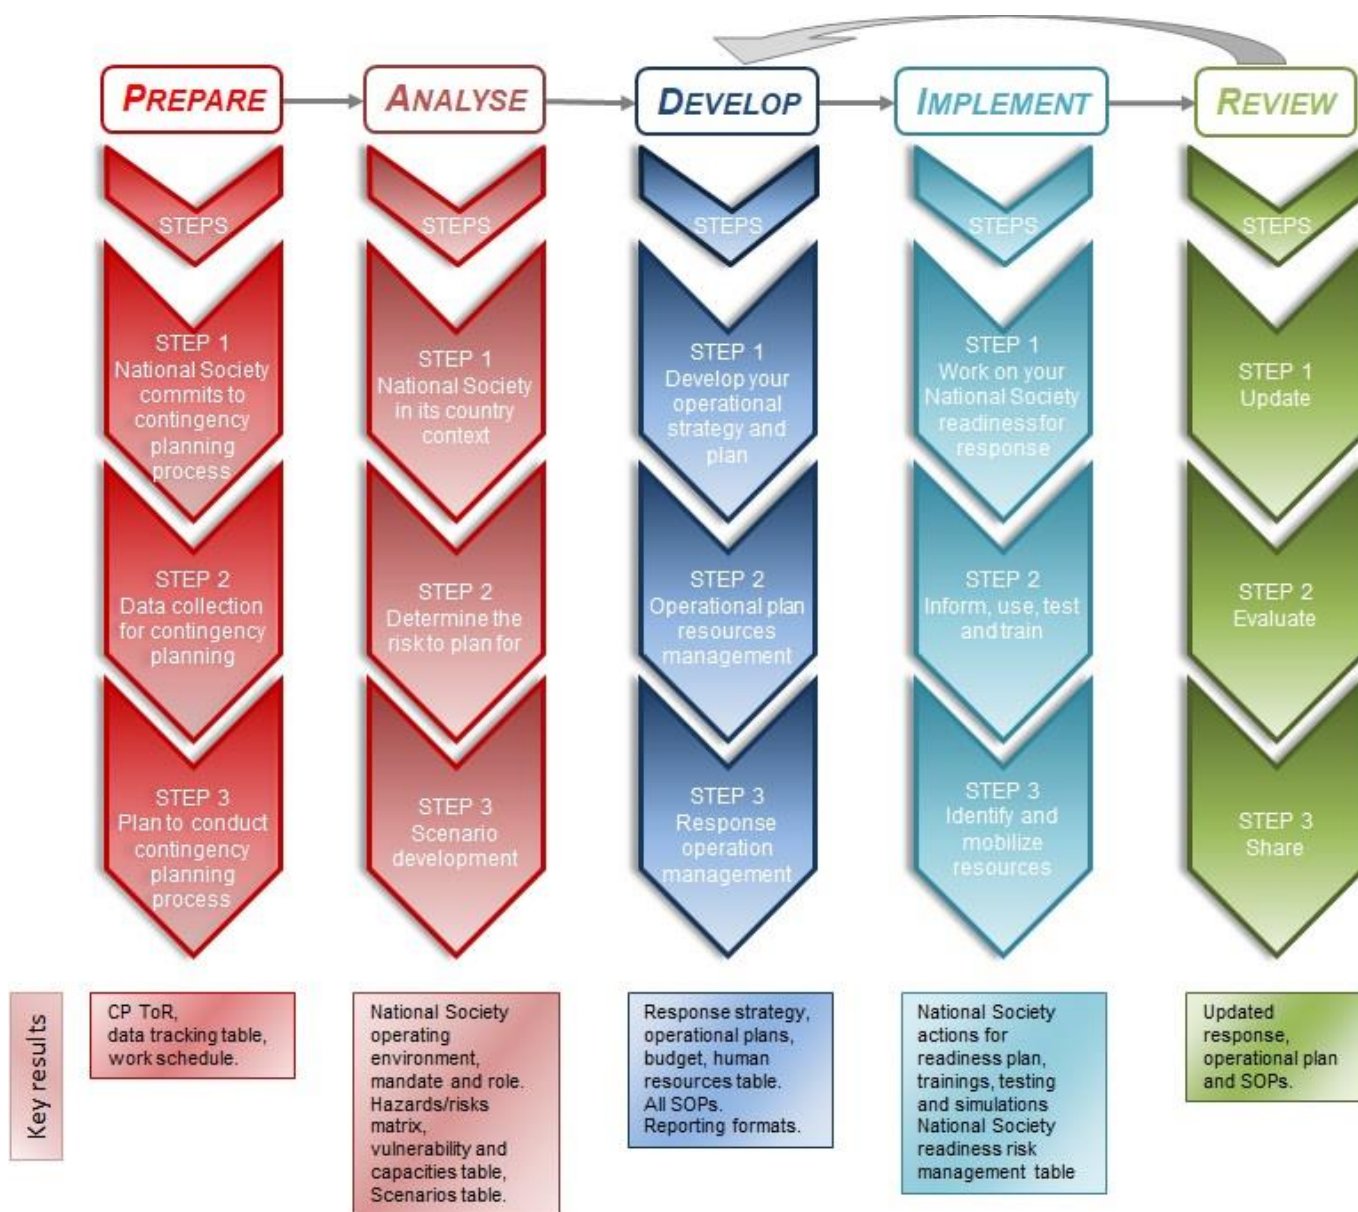 PREPARE
ANALYSE
DEVELOP
IMPLEMENT
REVIEW
STEPS
STEPS
STEPS
STEPS
STEPS
STEP 1
National Society
commits to
contingency
planning
process
STEP 1
National Society
in its country
context
STEP 1
Develop your
operational
strategy and
plan
STEP 1
Work on your
National Society
readiness for
response
STEP 1
Update
STEP 2
Data collection
for contingency
planning
STEP 2
Determine the
risk to plan for
STEP 2
Operational plan
resources
management
STEP 2
Inform, use, test
and train
STEP 2
Evaluate
STEP 3
Plan to conduct
contingency
planning
process
STEP 3
Scenario
development
STEP 3
Response
operation
management
STEP 3
Identify and
mobilize
resources
STEP 3
Share
Key results
CP ToR,
data tracking table,
work schedule.
National Society
operating
environment,
mandate and role.
Hazards/risks
matrix,
vulnerability and
capacities table,
Scenarios table.
Response strategy,
operational plans,
budget, human
resources table.
All SOPs.
Reporting formats.
National Society
actions for
readiness plan,
trainings, testing
and simulations
National Society
readiness risk
management table
Updated
response,
operational plan
and SOPs.